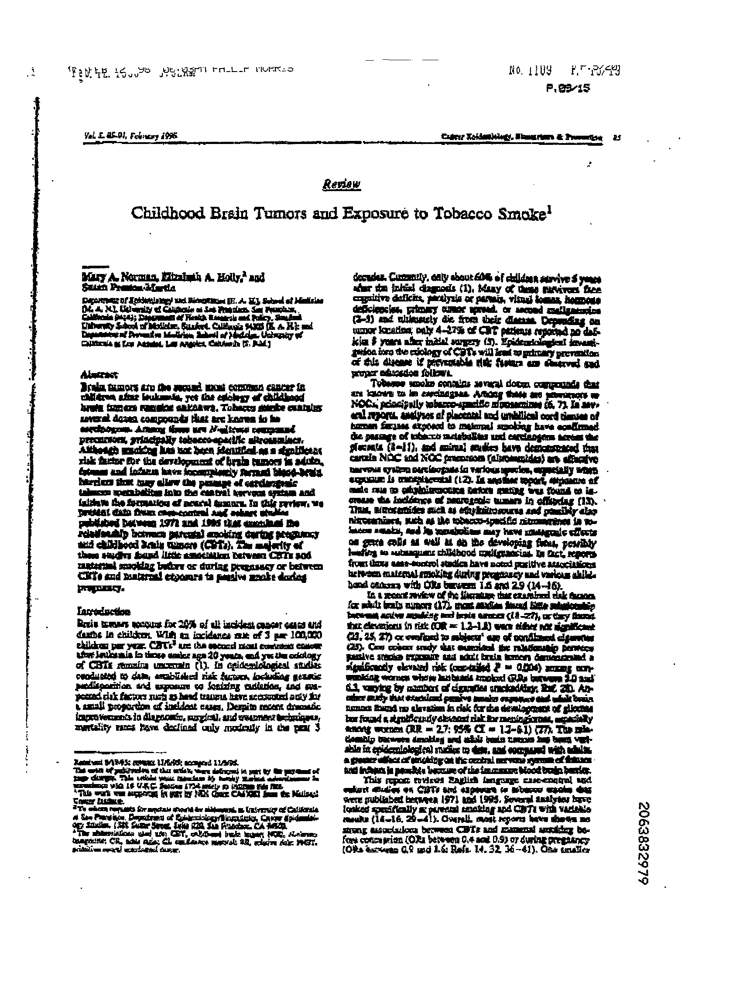 No. 1109 P.
P.09/15
Vol. 5, 85-91, February 1996
Cancer Epidemiology, Biomarkers & Prevention 85
Review
Childhood Brain Tumors and Exposure to Tobacco Smoke1
Mary A. Norman, Elizabeth A. Holly,2 and
Susan Preston-Martin
Department of Epidemiology and Biostatistics [E. A. H.], School of Medicine
[M. A. N.], University of California at San Francisco, San Francisco,
California 94143; Department of Health Research and Policy, Stanford
University School of Medicine, Stanford, California 94305 [E. A. H.]; and
Department of Preventive Medicine, School of Medicine, University of
California at Los Angeles, Los Angeles, California [S. P-M.]
Abstract
Brain tumors are the second most common cancer in
children after leukemia, yet the etiology of childhood
brain tumors remains unknown. Tobacco smoke contains
several dozen compounds that are known to be
carcinogens. Among these are N-nitroso compound
precursors, principally tobacco-specific nitrosamines.
Although smoking has not been identified as a significant
risk factor for the development of brain tumors in adults,
fetuses and infants have incompletely formed blood-brain
barriers that may allow the passage of carcinogenic
tobacco metabolites into the central nervous system and
initiate the formation of neural tumors. In this review, we
present data from case-control and cohort studies
published between 1971 and 1995 that examined the
relationship between parental smoking during pregnancy
and childhood brain tumors (CBTs). The majority of
these studies found little association between CBTs and
maternal smoking before or during pregnancy or between
CBTs and maternal exposure to passive smoke during
pregnancy.
Introduction
Brain tumors account for 20% of all incident cancer cases and
deaths in children. With an incidence rate of 3 per 100,000
children per year, CBTs3 are the second most common cancer
after leukemia in those under age 20 years, and yet the etiology
of CBTs remains uncertain (1). In epidemiological studies
conducted to date, established risk factors, including genetic
predisposition and exposure to ionizing radiation, and suspected risk factors such as head trauma have accounted only for
a small proportion of incident cases. Despite recent dramatic
improvements in diagnostic, surgical, and treatment techniques,
mortality rates have declined only modestly in the past 3
Received 9/13/95; revised 11/6/95; accepted 11/9/95.
The costs of publication of this article were defrayed in part by the payment of
page charges. This article must therefore be hereby marked advertisement in
accordance with 18 U.S.C. Section 1734 solely to indicate this fact.
1 This work was supported in part by NIH Grant from the National
Cancer Institute.
2 To whom requests for reprints should be addressed, at University of California
at San Francisco, Department of Epidemiology/Biostatistics, Cancer Epidemiology Studies, 1388 Sutter Street, Suite 920, San Francisco, CA 94109.
3 The abbreviations used are: CBT, childhood brain tumor; NOC,
OR, odds ratio; CI, confidence interval; RR, relative risk; PNET,
primitive neural ectodermal tumor.
decades. Currently, only about 60% of children survive 5 years
after the initial diagnosis (1). Many of these survivors face
cognitive deficits, paralysis or paresis, visual losses, hormone
deficiencies, primary tumor spread, or second malignancies
(2-5) and ultimately die from their disease. Depending on
tumor location, only 4-27% of CBT patients reported no deficits 5 years after initial surgery (5). Epidemiological investigation into the etiology of CBTs will lead to primary prevention
of this disease if preventable risk factors are discovered and
proper education follows.
Tobacco smoke contains several dozen compounds that
are known to be carcinogens. Among these are precursors to
NOCs, principally tobacco-specific nitrosamines (6, 7). In several reports, analyses of placental and umbilical cord tissues of
human fetuses exposed to maternal smoking have confirmed
the passage of tobacco metabolites and carcinogens across the
placenta (8-11), and animal studies have demonstrated that
certain NOC and NOC precursors (nitrosamides) are effective
nervous system carcinogens in various species, especially when
exposure is transplacental (12). In another report, exposure of
male rats to ethylnitrosourea before mating was found to increase the incidence of neurogenic tumors in offspring (13).
Thus, nitrosamides such as ethylnitrosourea and possibly also
nitrosamines, such as the tobacco-specific nitrosamines in tobacco smoke, and its metabolites may have mutagenic effects
on germ cells as well as on the developing fetus, possibly
leading to subsequent childhood malignancies. In fact, reports
from three case-control studies have noted positive associations
between maternal smoking during pregnancy and various childhood cancers with ORs between 1.6 and 2.9 (14-16).
In a recent review of the literature that examined risk factors
for adult brain tumors (17), most studies found little relationship
between active smoking and brain cancer (18-27), or they found
that elevations in risk (OR = 1.2-1.8) were either not significant
(23, 25, 27) or confined to subjects' use of unfiltered cigarettes
(25). One cohort study that examined the relationship between
passive smoke exposure and adult brain tumors demonstrated a
significantly elevated risk (one-tailed P = 0.004) among nonsmoking women whose husbands smoked (RRs between 3.0 and
4.3, varying by number of cigarettes smoked/day; Ref. 28). Another study that examined passive smoke exposure and adult brain
tumors found no elevation in risk for the development of gliomas
but found a significantly elevated risk for meningiomas, especially
among women (RR = 2.7; 95% CI = 1.2-6.1) (27). The relationship between smoking and adult brain tumors has been variable in epidemiological studies to date, and compared with adults,
a greater effect of smoking on the central nervous system of fetuses
and infants is possible because of the immature blood brain barrier.
This report reviews English language case-control and
cohort studies on CBTs and exposure to tobacco smoke that
were published between 1971 and 1995. Several analyses have
looked specifically at parental smoking and CBTs with variable
results (14-16, 29-41). Overall, most reports have shown no
strong associations between CBTs and maternal smoking before conception (ORs between 0.4 and 0.9) or during pregnancy
(ORs between 0.9 and 1.6; Refs. 14, 32, 36-41). One smaller
2063832979